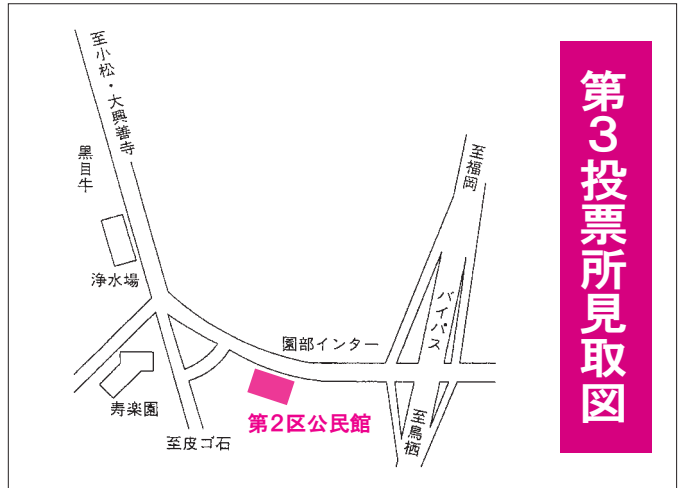 第3投票所見取図
至小松・大興善寺
黒目牛
浄水場
至福岡
バイパス
園部インター
寿楽園
第2区公民館
至皮ゴ石
至鳥栖